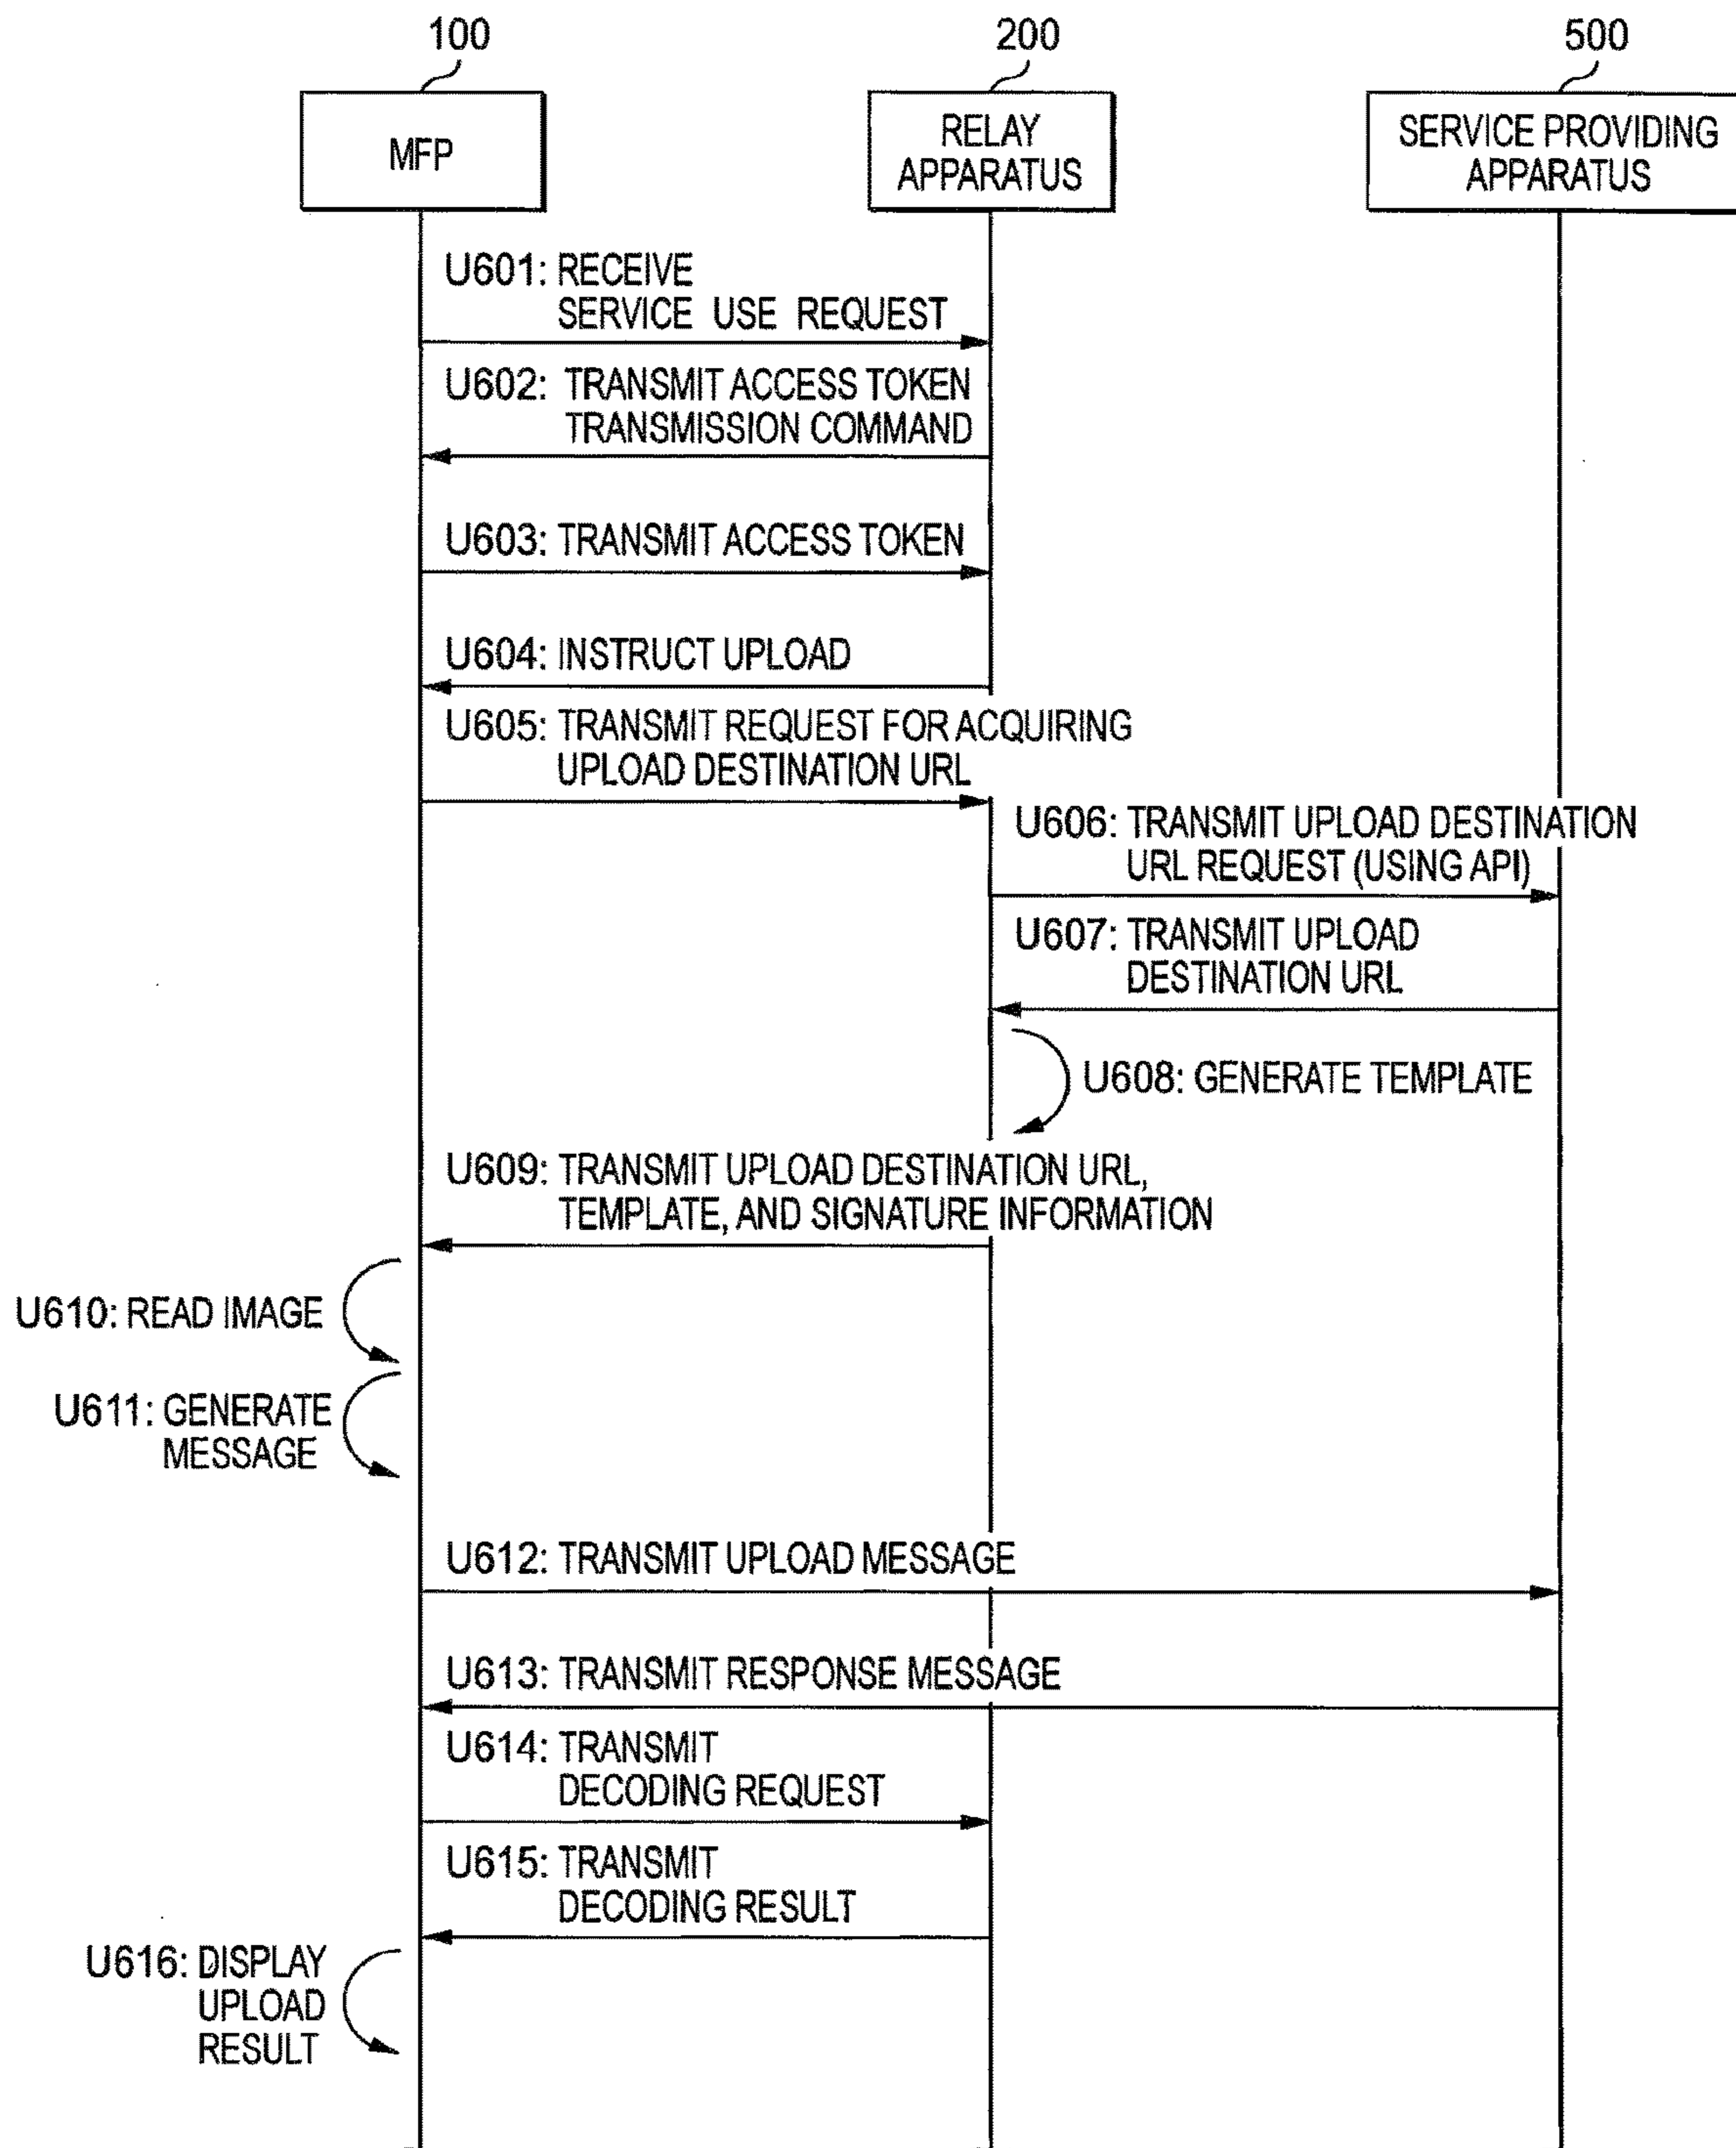 100
200
500
MFP
RELAY
APPARATUS
SERVICE PROVIDING
APPARATUS
U601: RECEIVE
SERVICE USE REQUEST
U602: TRANSMIT ACCESS TOKEN
TRANSMISSION COMMAND
U603: TRANSMIT ACCESS TOKEN
U604: INSTRUCT UPLOAD
U605: TRANSMIT REQUEST FOR ACQUIRING
UPLOAD DESTINATION URL
U606: TRANSMIT UPLOAD DESTINATION
URL REQUEST (USING API)
U607: TRANSMIT UPLOAD
DESTINATION URL
U608: GENERATE TEMPLATE
U609: TRANSMIT UPLOAD DESTINATION URL,
TEMPLATE, AND SIGNATURE INFORMATION
U610: READ IMAGE
U611: GENERATE
MESSAGE
U612: TRANSMIT UPLOAD MESSAGE
U613: TRANSMIT RESPONSE MESSAGE
U614: TRANSMIT
DECODING REQUEST
U615: TRANSMIT
DECODING RESULT
U616: DISPLAY
UPLOAD
RESULT